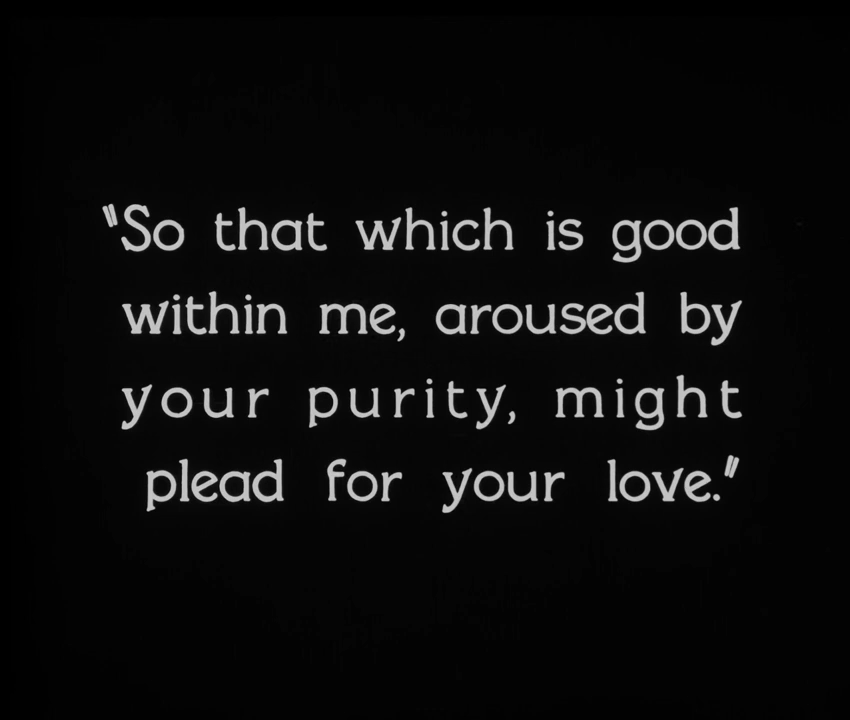 "So that which is good
within me, aroused by
your purity, might
plead for your love."